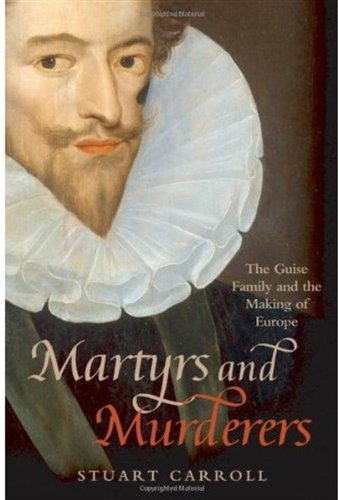 The Guise
Family and the
Making of
Europe
Martyrs and
Murderers
STUART CARROLL